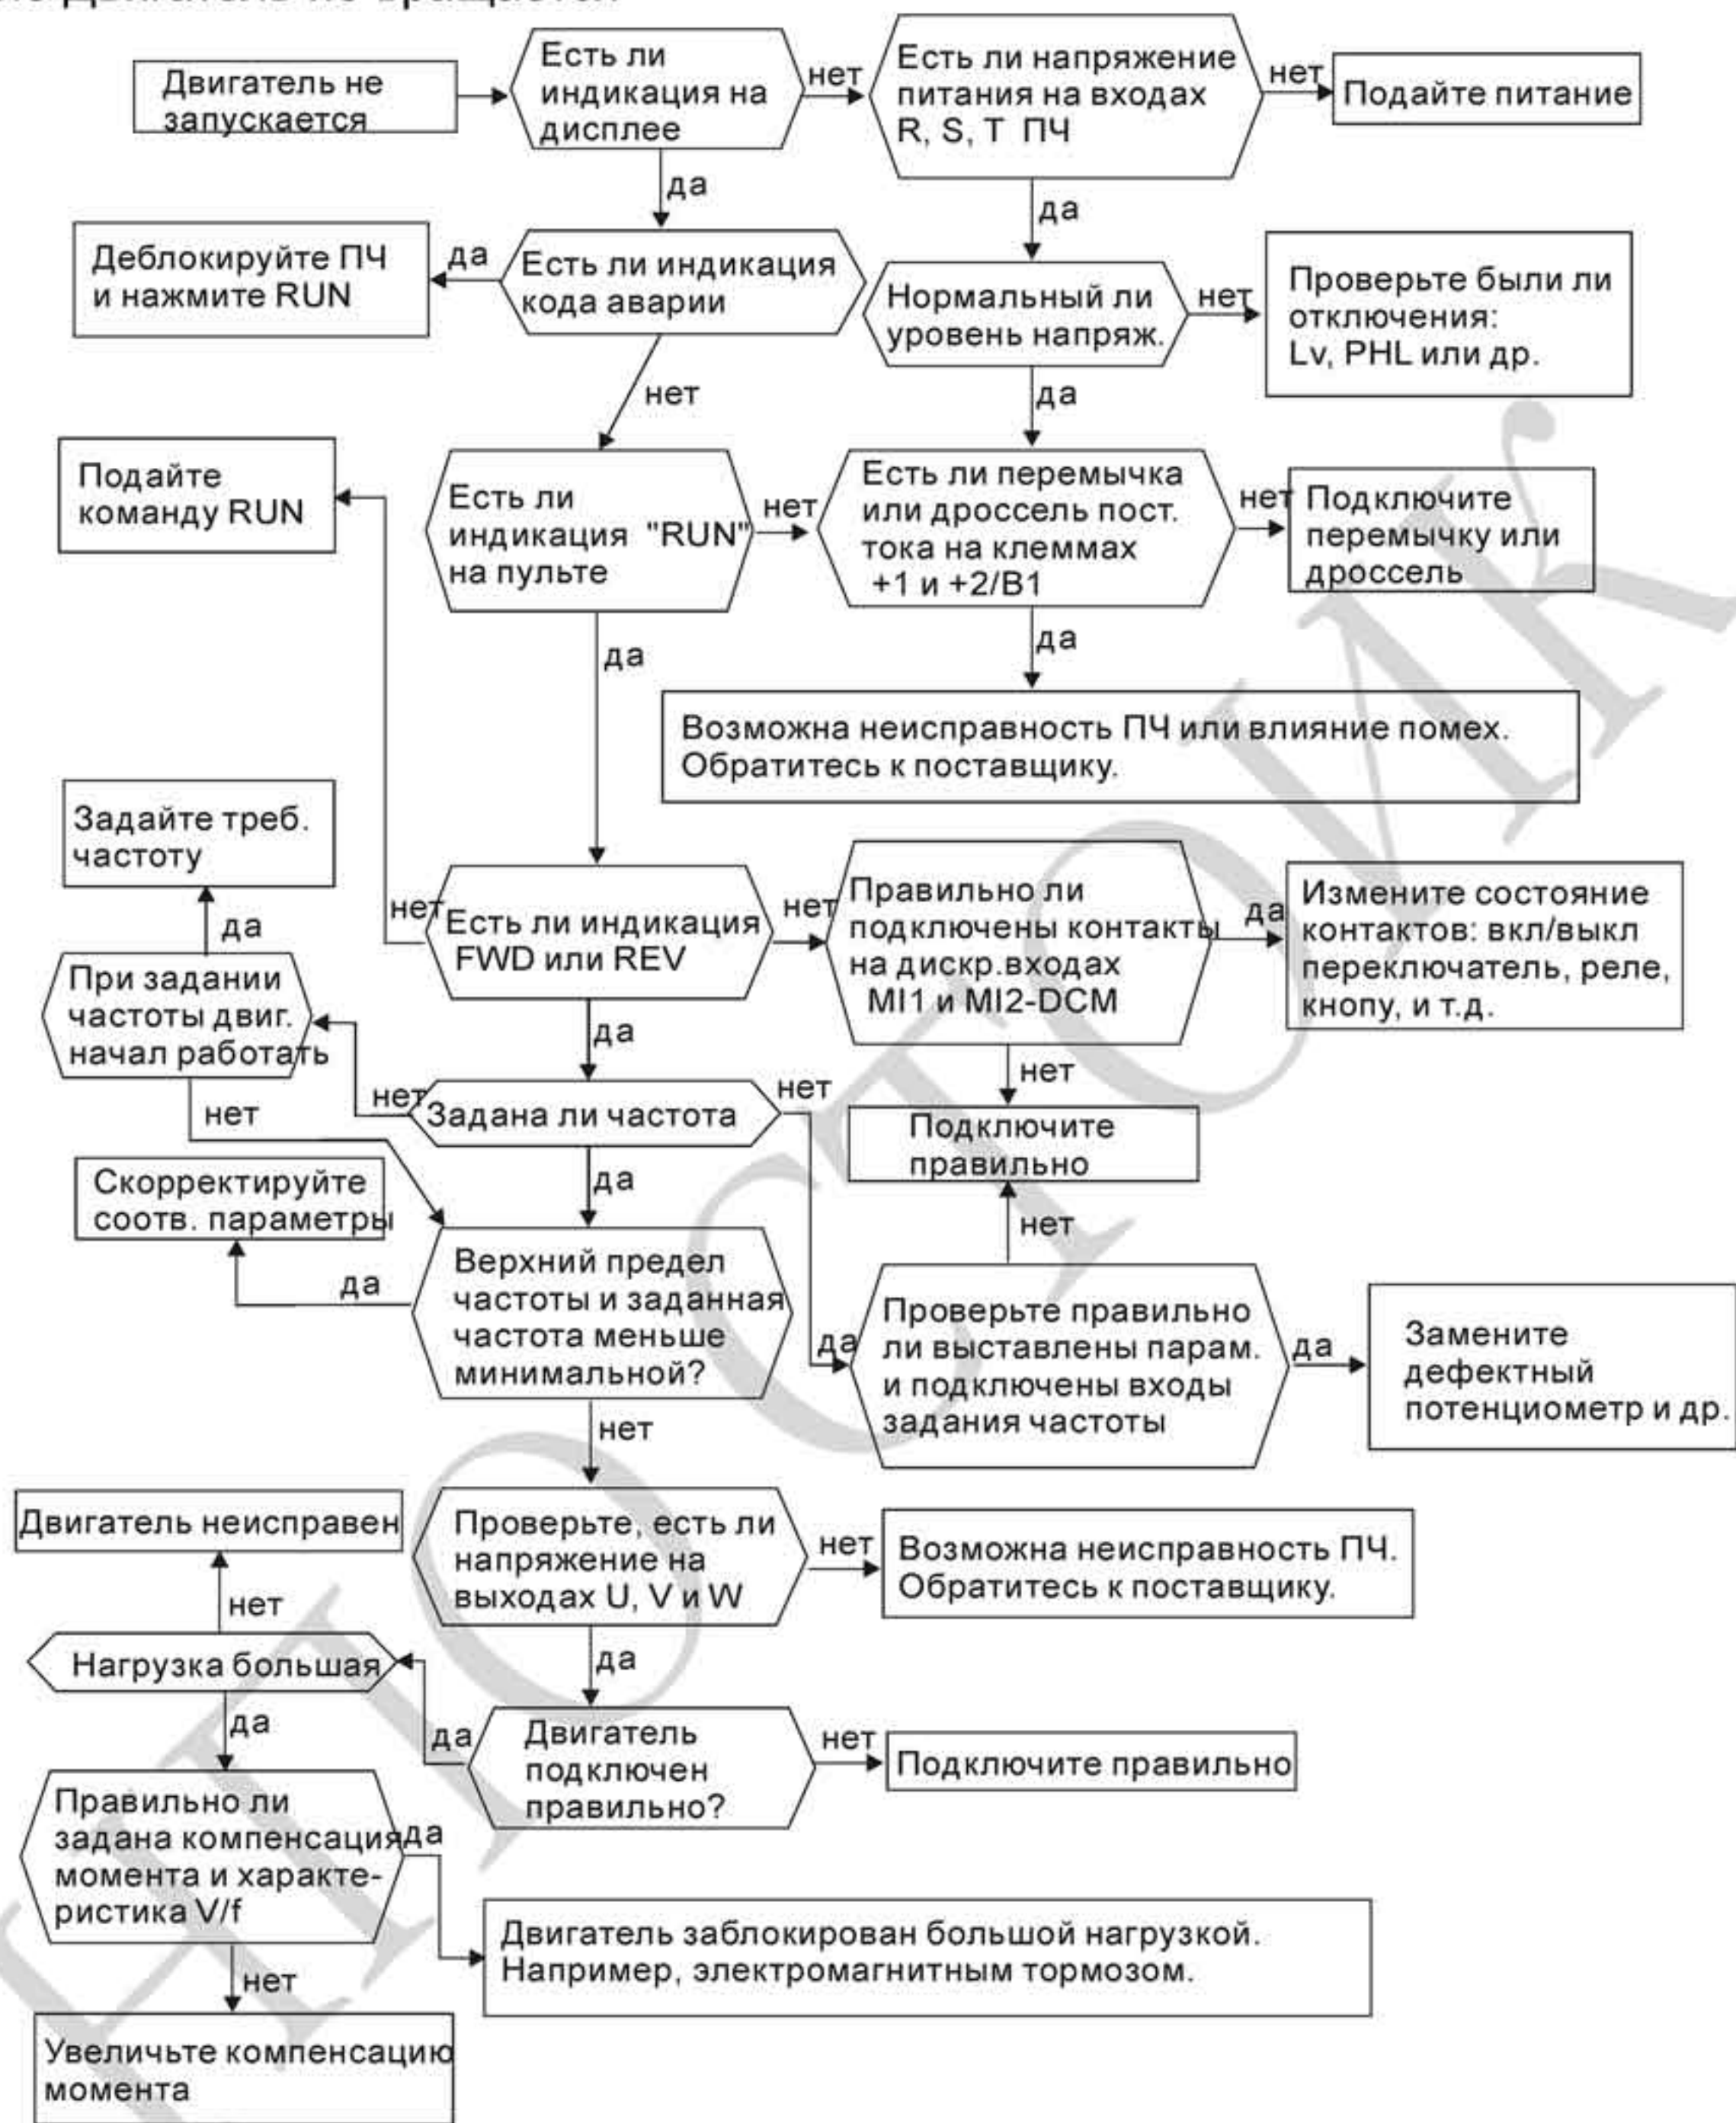 Двигатель не
запускается
Есть ли
индикация на
дисплее
нет
Есть ли напряжение
питания на входах
R, S, T ПЧ
нет
Подайте питание
да
да
Деблокируйте ПЧ
и нажмите RUN
да
Есть ли индикация
кода аварии
Нормальный ли
уровень напряж.
нет
Проверьте были ли
отключения:
Lv, PHL или др.
нет
да
Подайте
команду RUN
Есть ли
индикация "RUN"
на пульте
нет
Есть ли перемычка
или дроссель пост.
тока на клеммах
+1 и +2/B1
нет
Подключите
перемычку или
дроссель
да
да
Возможна неисправность ПЧ или влияние помех.
Обратитесь к поставщику.
Задайте треб.
частоту
да
нет
Есть ли индикация
FWD или REV
нет
Правильно ли
подключены контакты
на дискр.входах
MI1 и MI2-DCM
да
Измените состояние
контактов: вкл/выкл
переключатель, реле,
кнопу, и т.д.
При задании
частоты двиг.
начал работать
да
нет
нет
нет
Задана ли частота
нет
Подключите
правильно
да
нет
Скорректируйте
соотв. параметры
да
Верхний предел
частоты и заданная
частота меньше
минимальной?
да
Проверьте правильно
ли выставлены парам.
и подключены входы
задания частоты
да
Замените
дефектный
потенциометр и др.
нет
Двигатель неисправен
Проверьте, есть ли
напряжение на
выходах U, V и W
нет
Возможна неисправность ПЧ.
Обратитесь к поставщику.
нет
Нагрузка большая
да
да
да
Двигатель
подключен
правильно?
нет
Подключите правильно
Правильно ли
задана компенсация
момента и характе-
ристика V/f
да
Двигатель заблокирован большой нагрузкой.
Например, электромагнитным тормозом.
нет
Увеличьте компенсацию
момента
НПО СТОИК